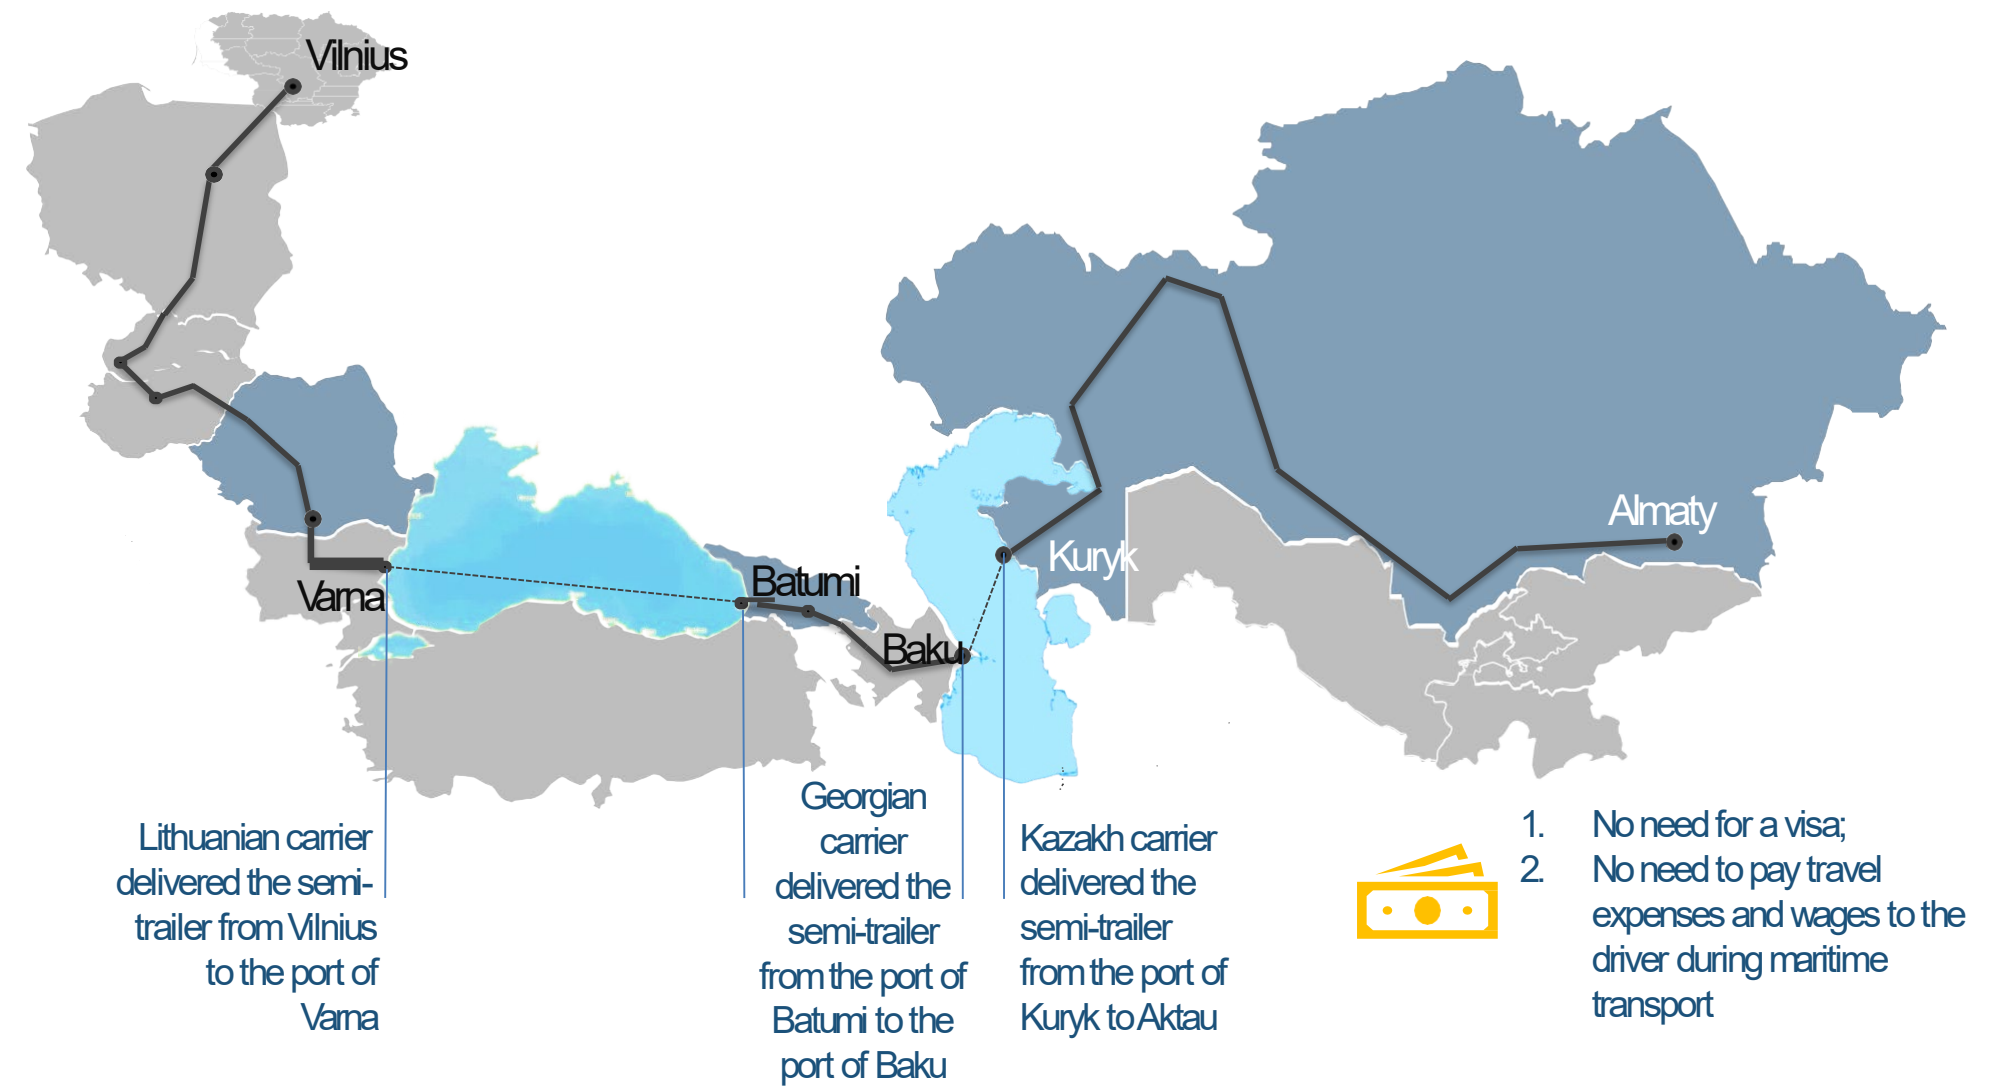 Vilnius
Almaty
Kuryk
Batumi
Varna
Baku
Lithuanian carrier
delivered the semi-
trailer from Vilnius
to the port of
Varna
Georgian
carrier
delivered the
semi-trailer
from the port of
Batumi to the
port of Baku
Kazakh carrier
delivered the
semi-trailer
from the port of
Kuryk to Aktau
1. No need for a visa;
2. No need to pay travel
expenses and wages to the
driver during maritime
transport